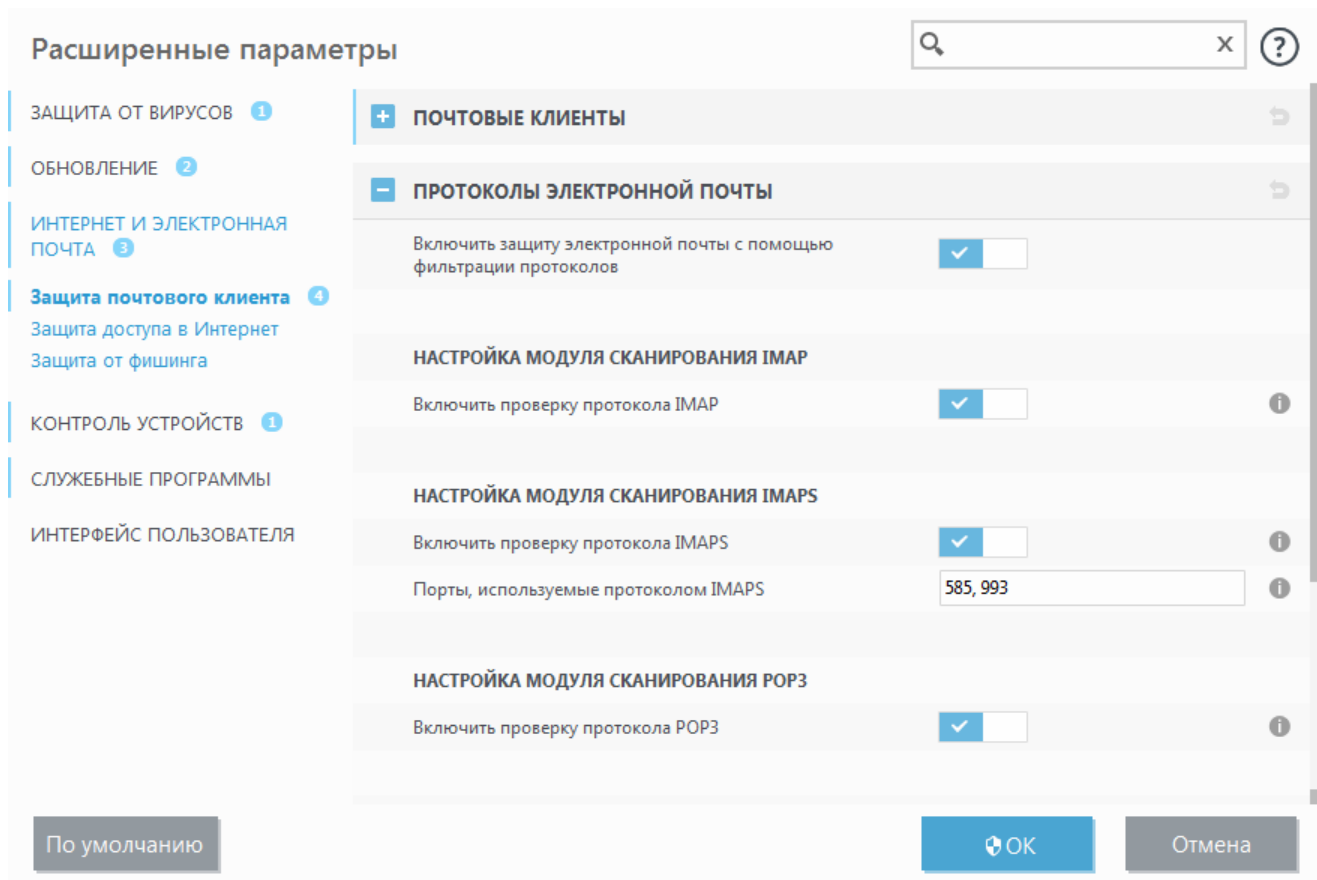 Расширенные параметры
X
?
ЗАЩИТА ОТ ВИРУСОВ 1
ОБНОВЛЕНИЕ 2
ИНТЕРНЕТ И ЭЛЕКТРОННАЯ
ПОЧТА 3
Защита почтового клиента 4
Защита доступа в Интернет
Защита от фишинга
КОНТРОЛЬ УСТРОЙСТВ 1
СЛУЖЕБНЫЕ ПРОГРАММЫ
ИНТЕРФЕЙС ПОЛЬЗОВАТЕЛЯ
ПОЧТОВЫЕ КЛИЕНТЫ
ПРОТОКОЛЫ ЭЛЕКТРОННОЙ ПОЧТЫ
Включить защиту электронной почты с помощью
фильтрации протоколов
НАСТРОЙКА МОДУЛЯ СКАНИРОВАНИЯ IMAP
Включить проверку протокола IMAP
НАСТРОЙКА МОДУЛЯ СКАНИРОВАНИЯ IMAPS
Включить проверку протокола IMAPS
Порты, используемые протоколом IMAPS 585, 993
НАСТРОЙКА МОДУЛЯ СКАНИРОВАНИЯ POP3
Включить проверку протокола POP3
По умолчанию
OK
Отмена